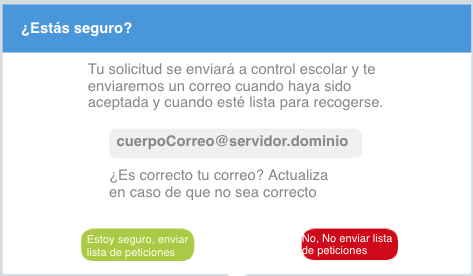 ¿Estás seguro?
Tu solicitud se enviará a control escolar y te
enviaremos un correo cuando haya sido
aceptada y cuando esté lista para recogerse.
cuerpoCorreo@servidor.dominio
¿Es correcto tu correo? Actualiza
en caso de que no sea correcto
Estoy seguro, enviar
lista de peticiones
No, No enviar lista
de peticiones